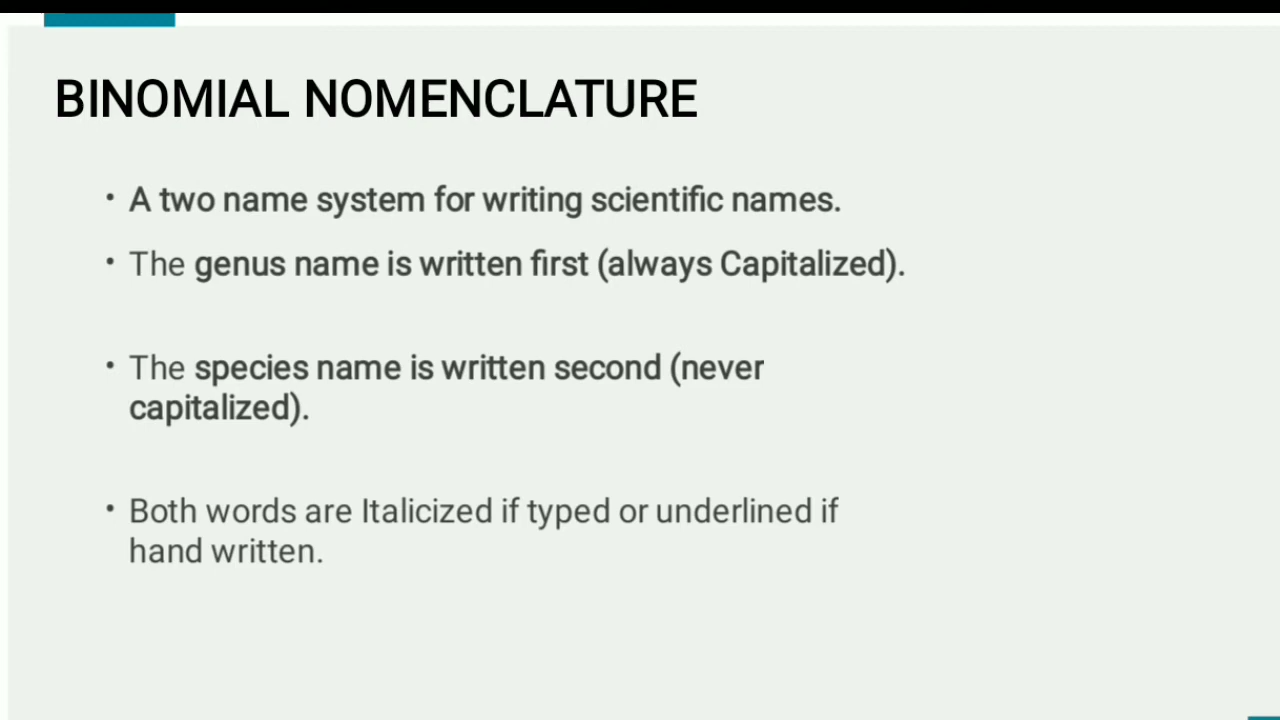 BINOMIAL NOMENCLATURE
• A two name system for writing scientific names.
• The genus name is written first (always Capitalized).
• The species name is written second (never
capitalized).
• Both words are Italicized if typed or underlined if
hand written.